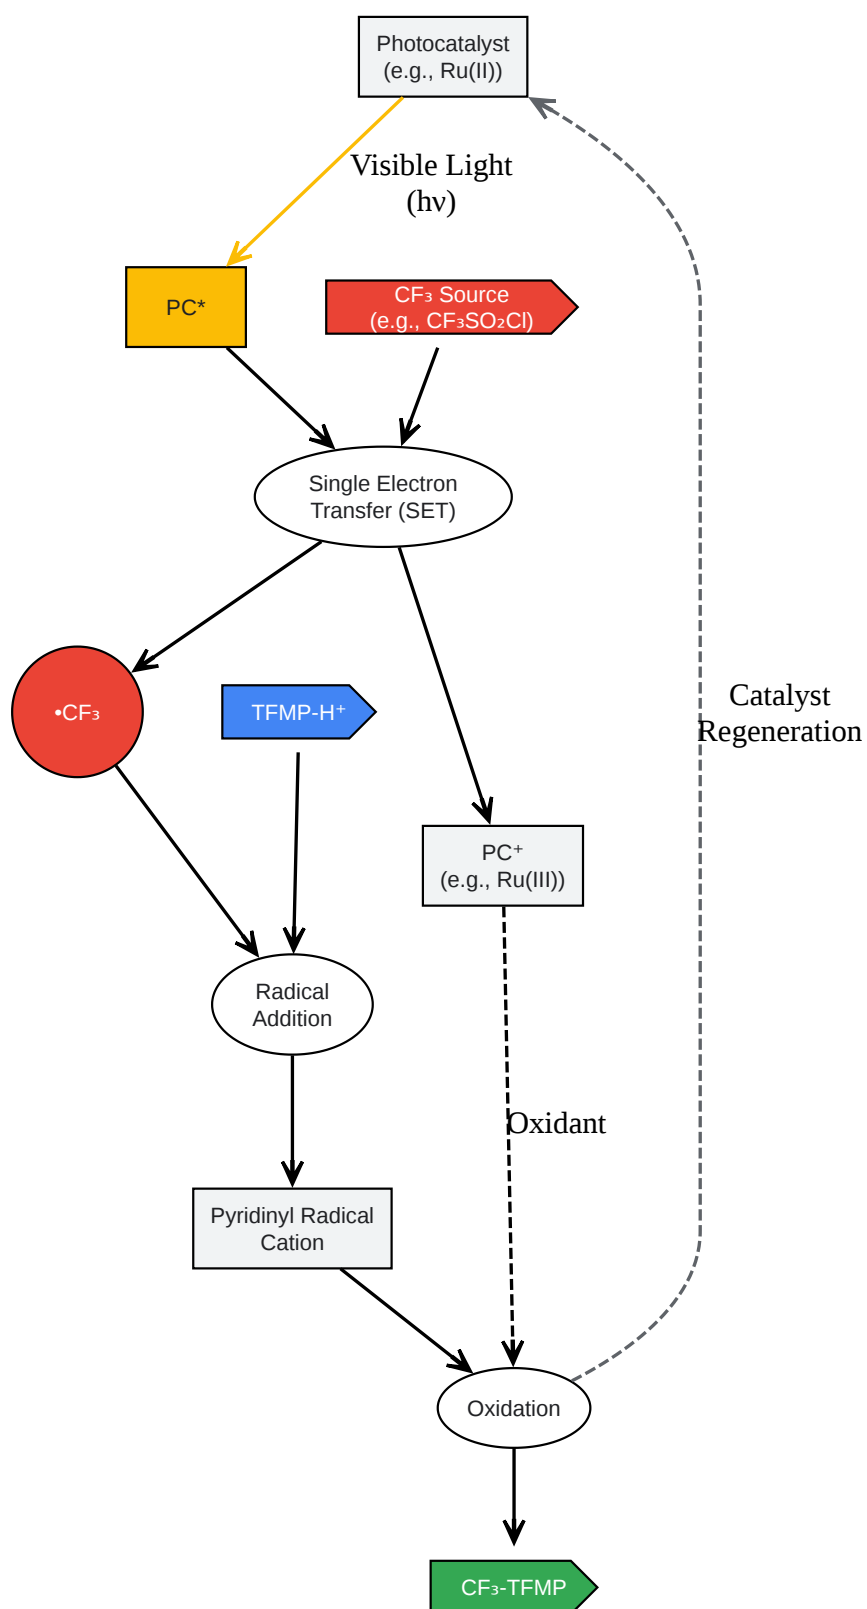 Photocatalyst
(e.g., Ru(II))
Visible Light
(hν)
PC*
CF₃ Source
(e.g., CF₃SO₂Cl)
Single Electron
Transfer (SET)
•CF₃
TFMP-H⁺
Catalyst
Regeneration
PC⁺
(e.g., Ru(III))
Radical
Addition
Oxidant
Pyridinyl Radical
Cation
Oxidation
CF₃-TFMP